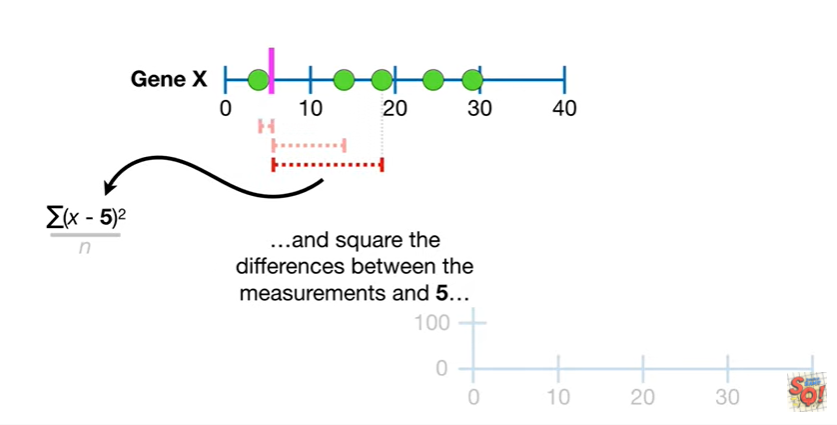 Gene X
0 10 20 30 40
∑(x - 5)²
n
...and square the
differences between the
measurements and 5...
100
0
0 10 20 30
SO!